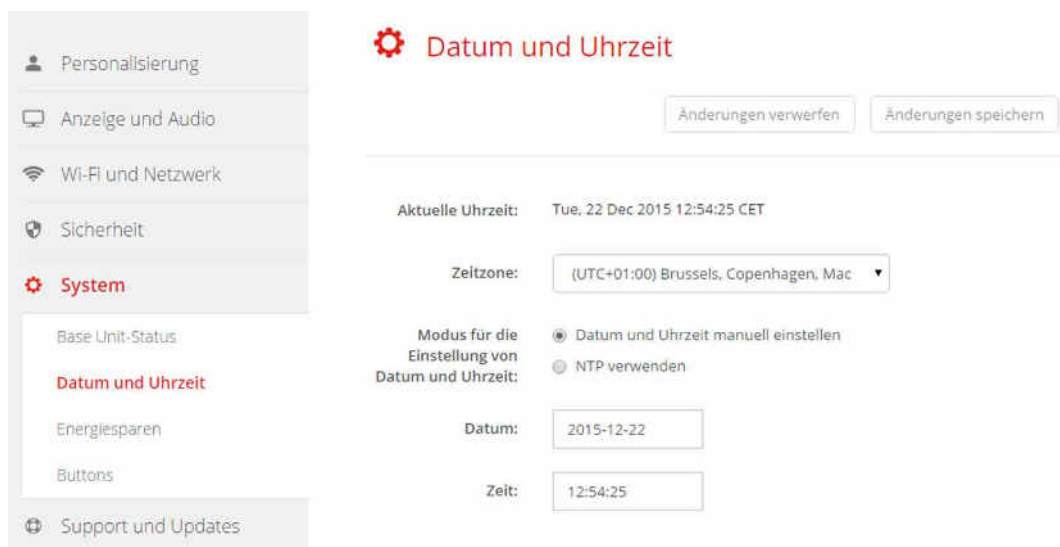 Personalisierung
Anzeige und Audio
Wi-Fi und Netzwerk
Sicherheit
System
Base Unit-Status
Datum und Uhrzeit
Energiesparen
Buttons
Support und Updates
Datum und Uhrzeit
Änderungen verwerfen
Änderungen speichern
Aktuelle Uhrzeit: Tue, 22 Dec 2015 12:54:25 CET
Zeitzone: (UTC+01:00) Brussels, Copenhagen, Mac
Modus für die
Einstellung von
Datum und Uhrzeit:
Datum und Uhrzeit manuell einstellen
NTP verwenden
Datum: 2015-12-22
Zeit: 12:54:25